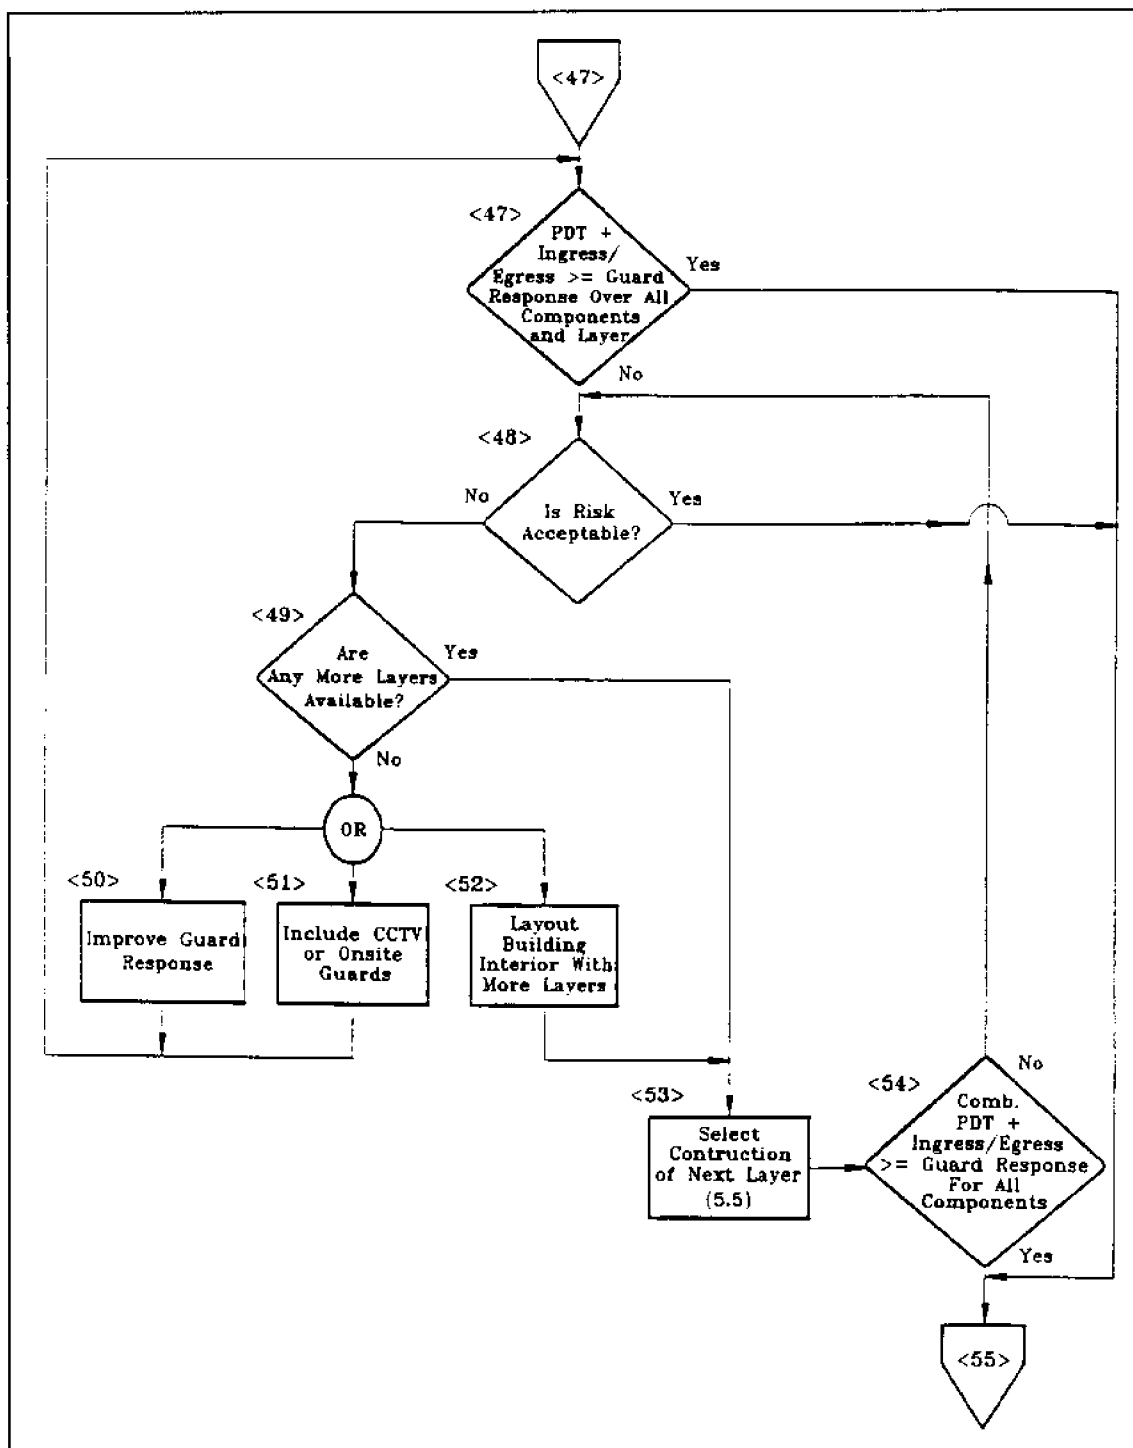 <47>
<47>
PDT +
Ingress/
Egress >= Guard
Response Over All
Components
and Layer
Yes
No
<48>
No
Yes
Is Risk
Acceptable?
<49>
Are
Any More Layers
Available?
Yes
No
OR
<50>
<51>
<52>
Improve Guard
Response
Include CCTV
or Onsite
Guards
Layout
Building
Interior With
More Layers
<53>
Select
Contruction
of Next Layer
(5.5)
<54>
No
Comb.
PDT +
Ingress/Egress
>= Guard Response
For All
Components
Yes
<55>